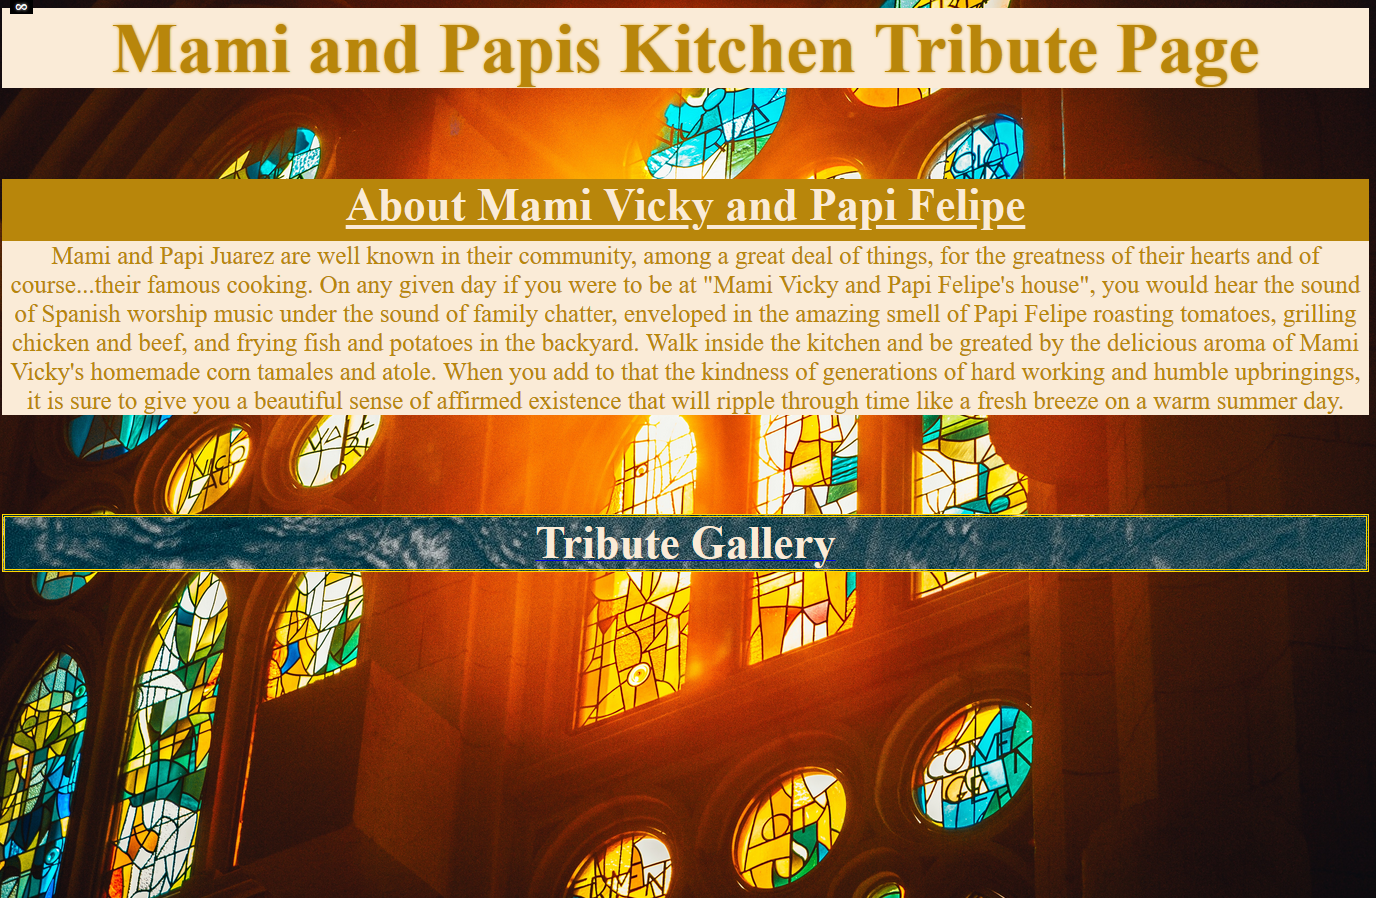 8
Mami and Papis Kitchen Tribute Page
About Mami Vicky and Papi Felipe
Mami and Papi Juarez are well known in their community, among a great deal of things, for the greatness of their hearts and of
course...their famous cooking. On any given day if you were to be at "Mami Vicky and Papi Felipe's house", you would hear the sound
of Spanish worship music under the sound of family chatter, enveloped in the amazing smell of Papi Felipe roasting tomatoes, grilling
chicken and beef, and frying fish and potatoes in the backyard. Walk inside the kitchen and be greated by the delicious aroma of Mami
Vicky's homemade corn tamales and atole. When you add to that the kindness of generations of hard working and humble upbringings,
it is sure to give you a beautiful sense of affirmed existence that will ripple through time like a fresh breeze on a warm summer day.
Tribute Gallery